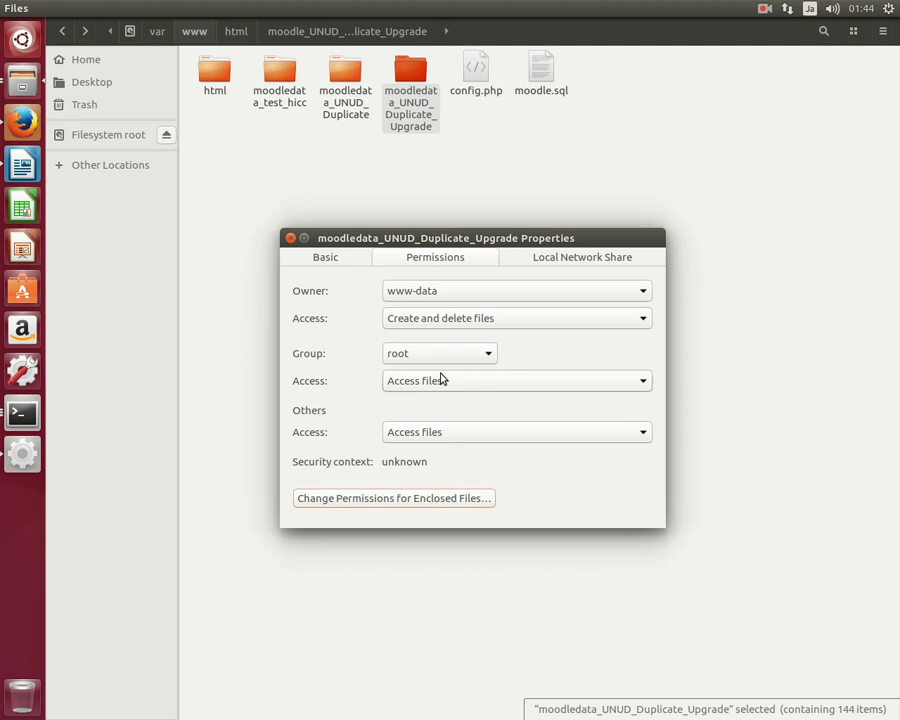 Files
Ja
01:44
var
www
html
moodle_UNUD_...licate_Upgrade
Home
Desktop
Trash
Filesystem root
Other Locations
html
moodledat
a_test_hicc
moodledat
a_UNUD_
Duplicate
moodledat
a_UNUD_
Duplicate_
Upgrade
config.php
moodle.sql
moodledata_UNUD_Duplicate_Upgrade Properties
Basic
Permissions
Local Network Share
Owner:
www-data
Access:
Create and delete files
Group:
root
Access:
Access files
Others
Access:
Access files
Security context:
unknown
Change Permissions for Enclosed Files...
"moodledata_UNUD_Duplicate_Upgrade" selected (containing 144 items)